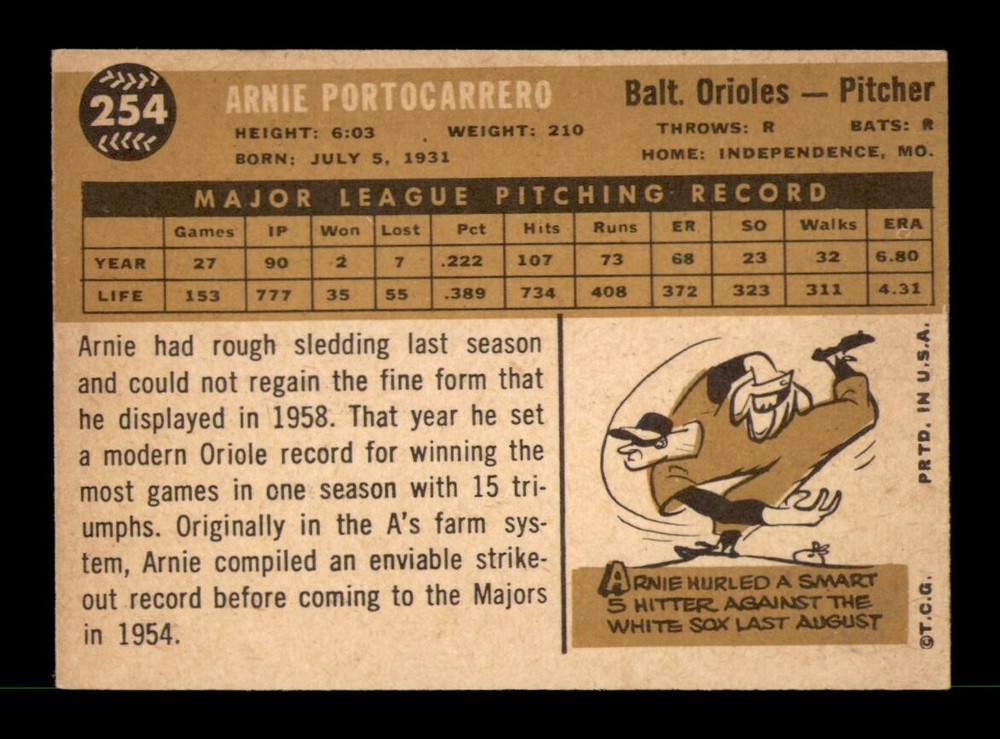 254
ARNIE PORTOCARRERO
Balt. Orioles — Pitcher
HEIGHT: 6:03 WEIGHT: 210 THROWS: R BATS: R
BORN: JULY 5, 1931 HOME: INDEPENDENCE, MO.
MAJOR LEAGUE PITCHING RECORD
Games IP Won Lost Pct Hits Runs ER SO Walks ERA
YEAR 27 90 2 7 .222 107 73 68 23 32 6.80
LIFE 153 777 35 55 .389 734 408 372 323 311 4.31
Arnie had rough sledding last season
and could not regain the fine form that
he displayed in 1958. That year he set
a modern Oriole record for winning the
most games in one season with 15 tri-
umphs. Originally in the A's farm sys-
tem, Arnie compiled an enviable strike-
out record before coming to the Majors
in 1954.
ARNIE HURLED A SMART
5 HITTER AGAINST THE
WHITE SOX LAST AUGUST
©T.C.G. PRTD. IN U.S.A.